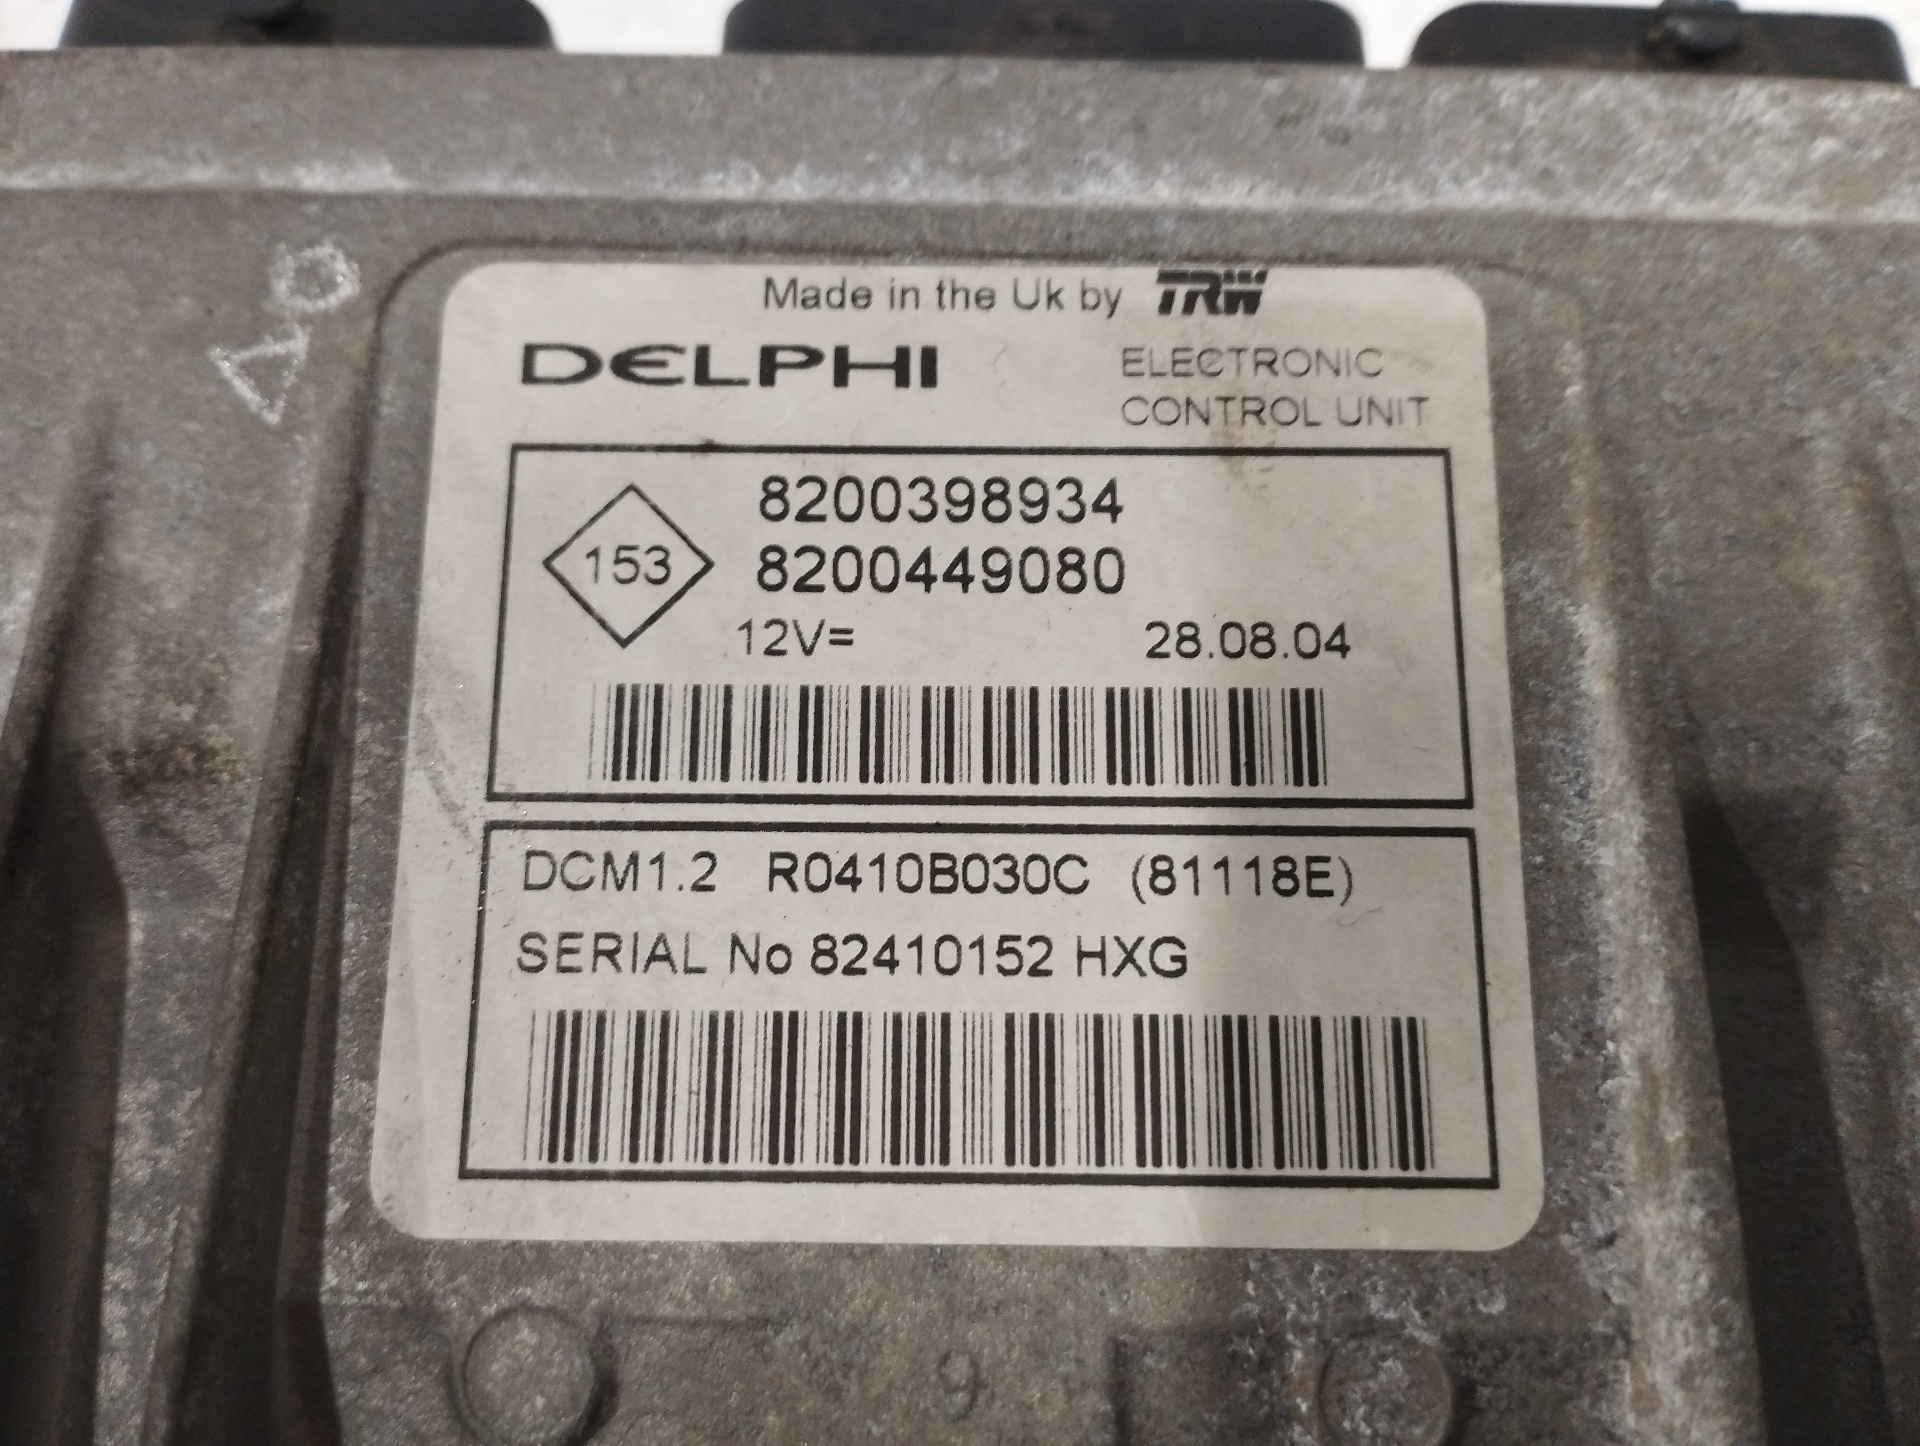 Made in the Uk by TRW
DELPHI
ELECTRONIC
CONTROL UNIT
8200398934
153
8200449080
12V= 28.08.04
DCM1.2 R0410B030C (81118E)
SERIAL No 82410152 HXG
9